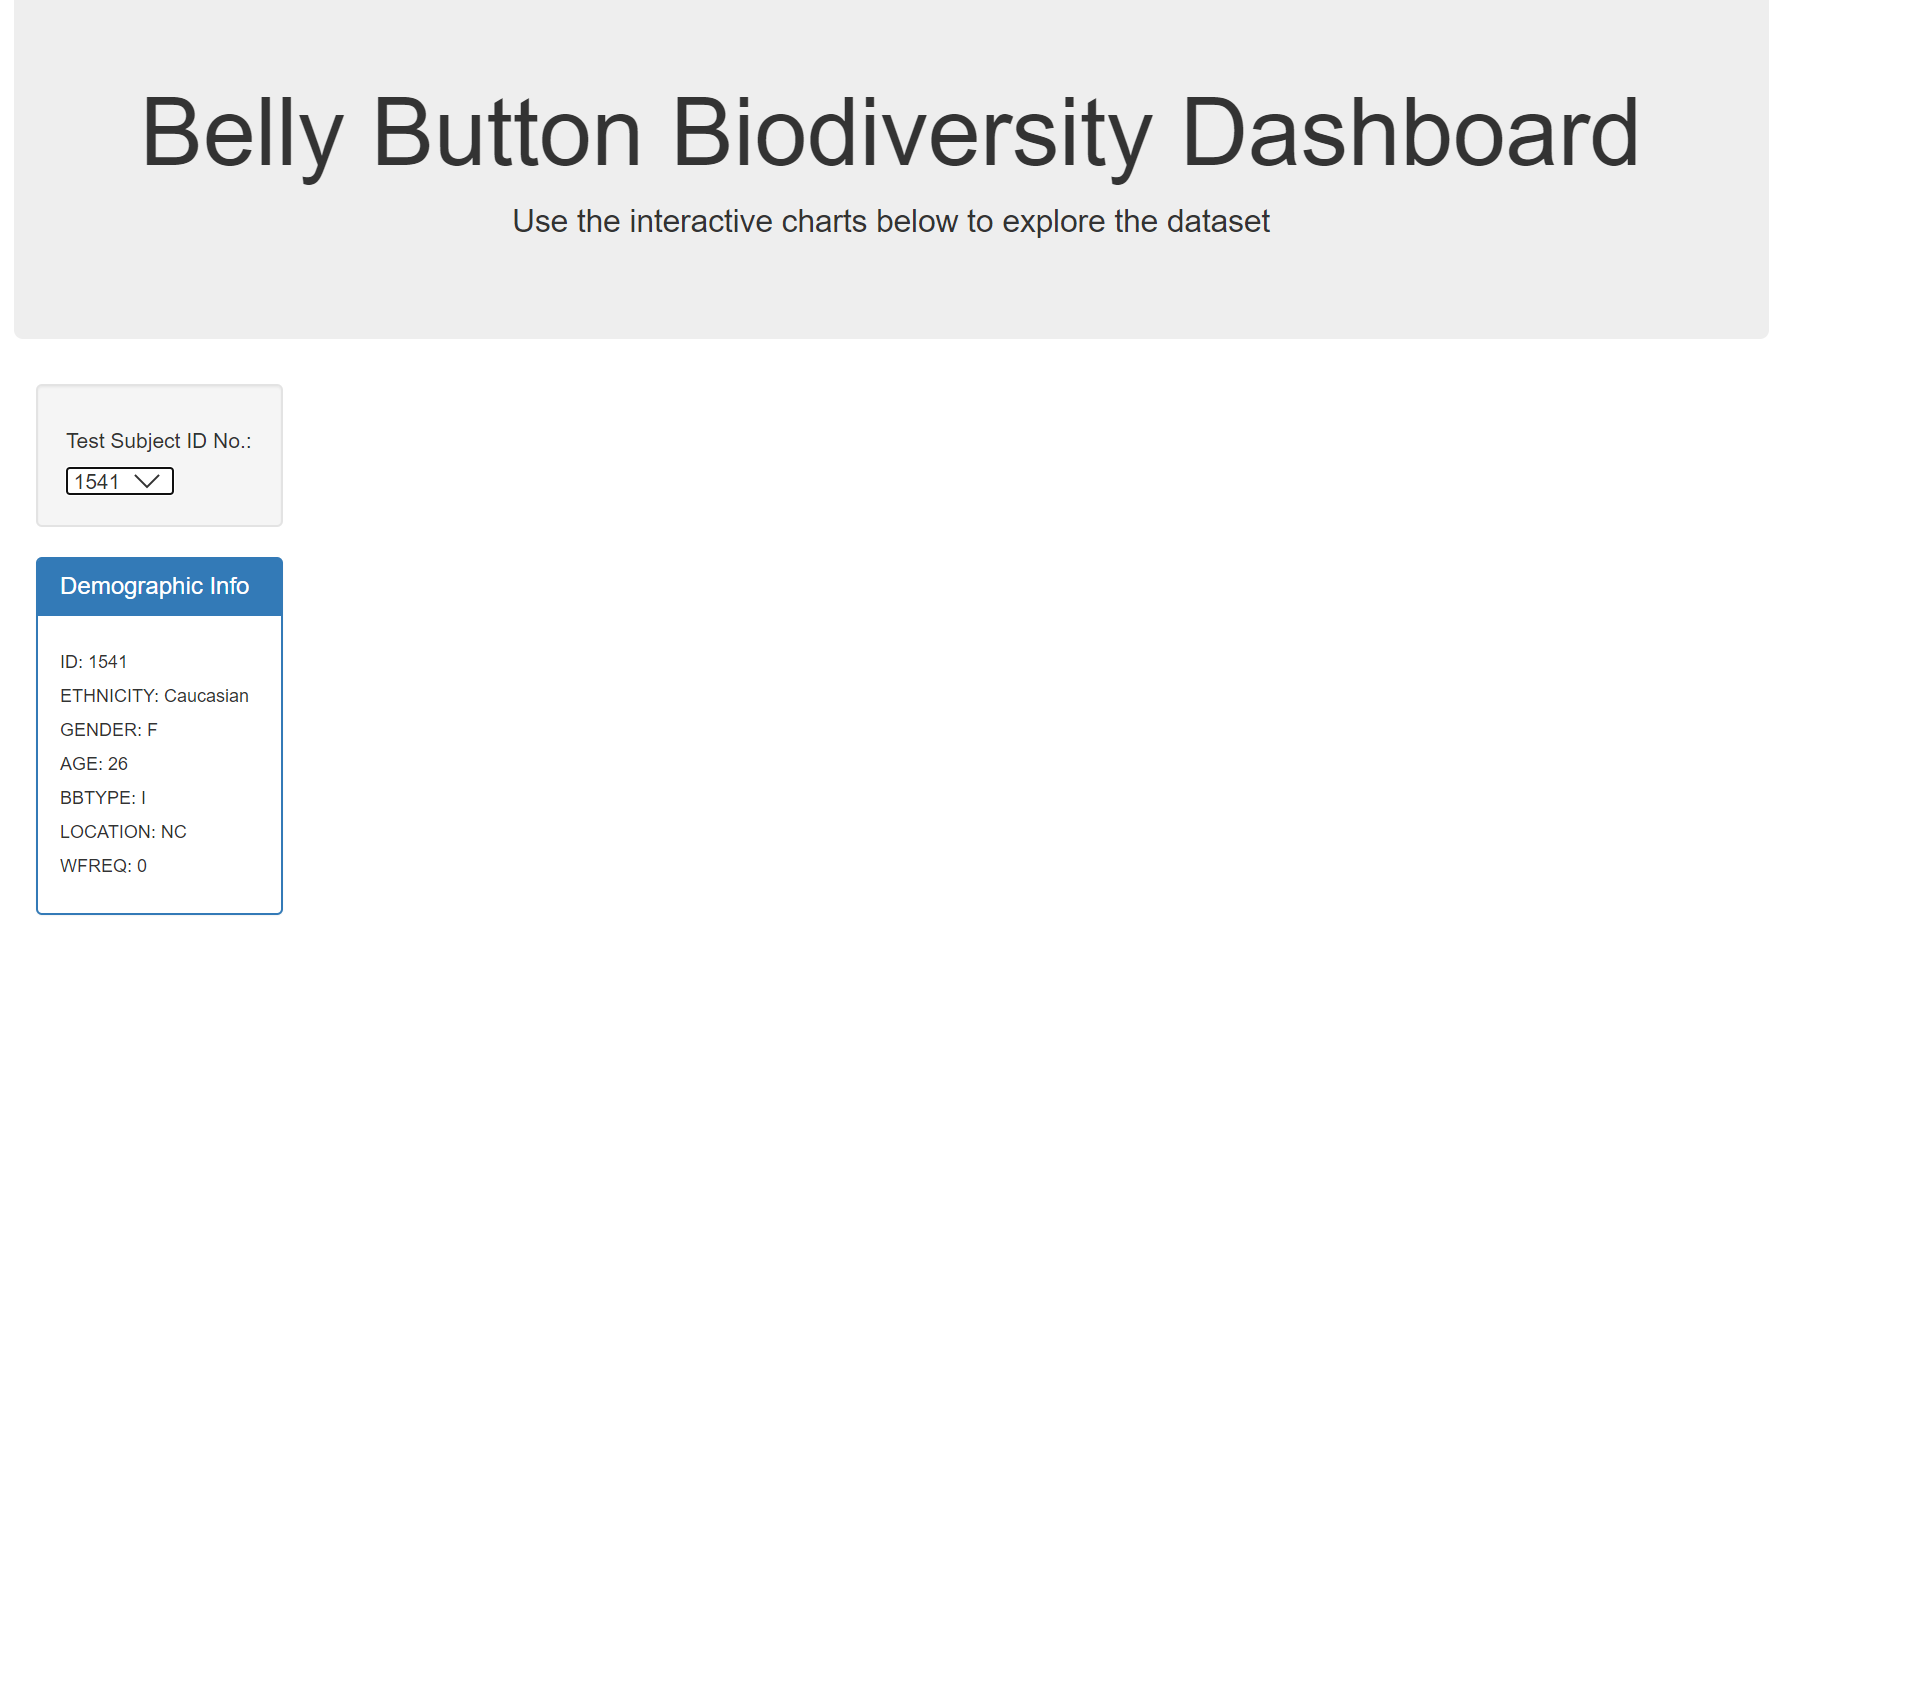 Belly Button Biodiversity Dashboard
Use the interactive charts below to explore the dataset
Test Subject ID No.:
1541
Demographic Info
ID: 1541
ETHNICITY: Caucasian
GENDER: F
AGE: 26
BBTYPE: I
LOCATION: NC
WFREQ: 0